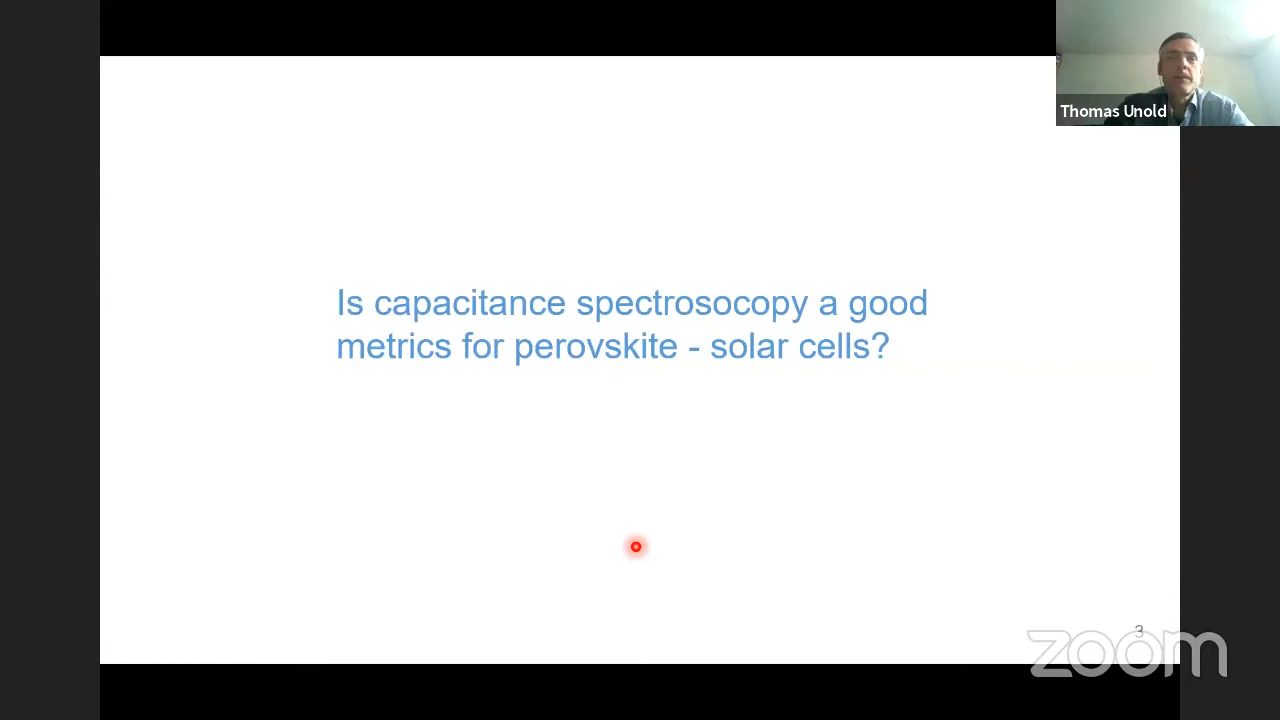 Thomas Unold
Is capacitance spectrosocopy a good
metrics for perovskite - solar cells?
3
zoom